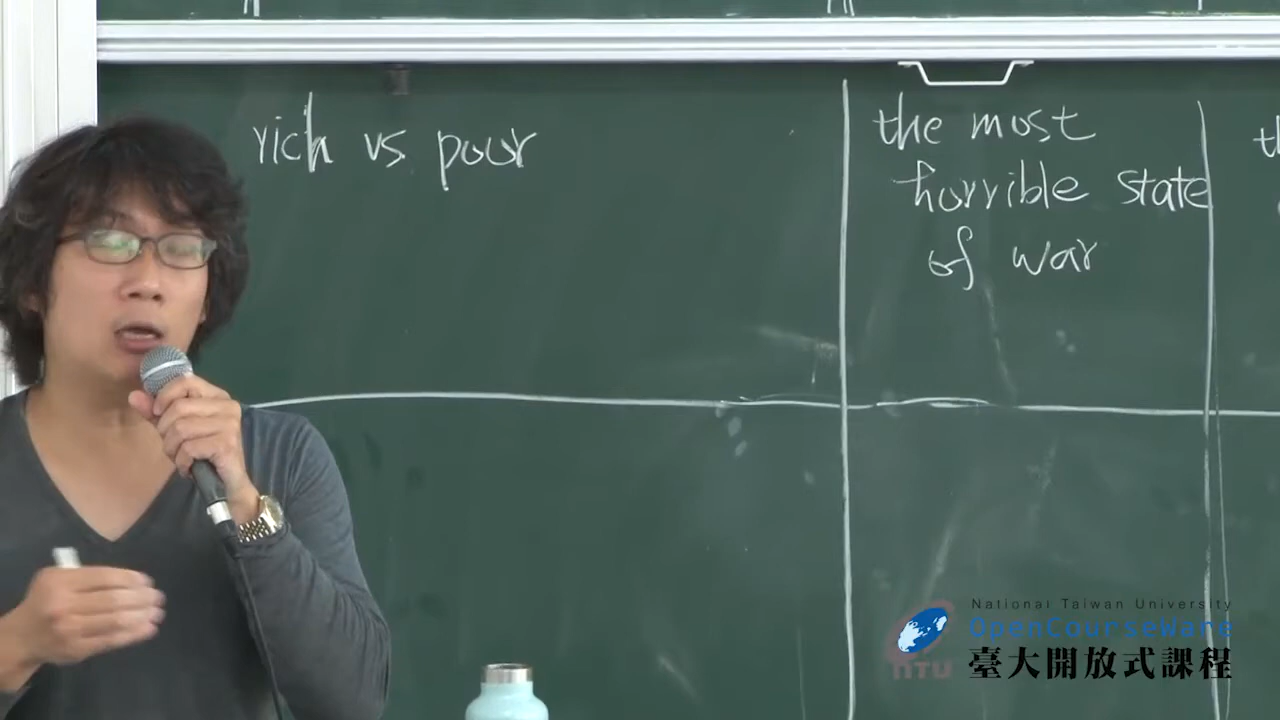 rich vs poor
the most
horrible state
of war
National Taiwan University
OpenCourseWare
NTU
臺大開放式課程